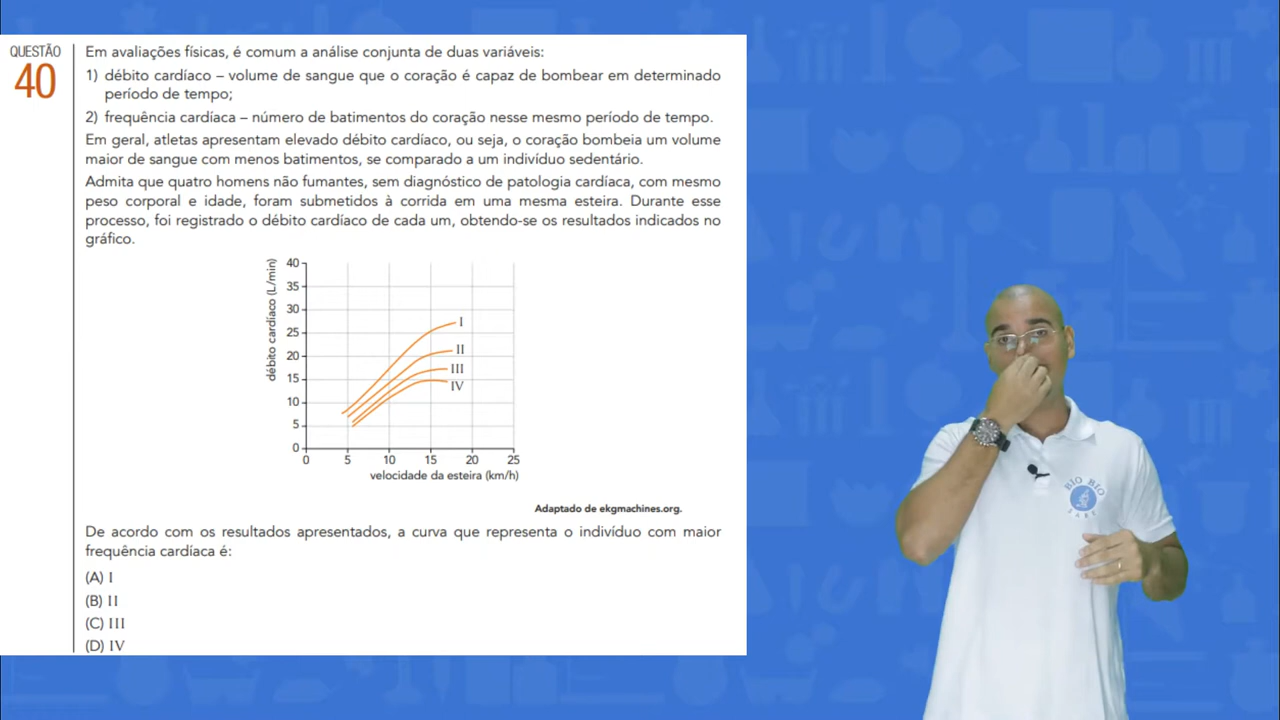 QUESTÃO
40
Em avaliações físicas, é comum a análise conjunta de duas variáveis:
1) débito cardíaco – volume de sangue que o coração é capaz de bombear em determinado
período de tempo;
2) frequência cardíaca – número de batimentos do coração nesse mesmo período de tempo.
Em geral, atletas apresentam elevado débito cardíaco, ou seja, o coração bombeia um volume
maior de sangue com menos batimentos, se comparado a um indivíduo sedentário.
Admita que quatro homens não fumantes, sem diagnóstico de patologia cardíaca, com mesmo
peso corporal e idade, foram submetidos à corrida em uma mesma esteira. Durante esse
processo, foi registrado o débito cardíaco de cada um, obtendo-se os resultados indicados no
gráfico.
débito cardíaco (L/min)
40
35
30
25
20
15
10
5
0
I
II
III
IV
0 5 10 15 20 25
velocidade da esteira (km/h)
Adaptado de ekgmachines.org.
De acordo com os resultados apresentados, a curva que representa o indivíduo com maior
frequência cardíaca é:
(A) I
(B) II
(C) III
(D) IV
BIO BIO